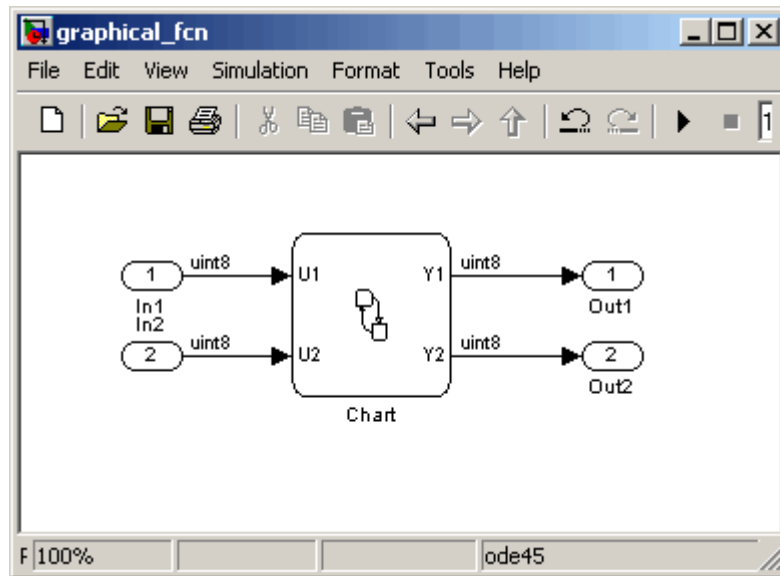 graphical_fcn
File Edit View Simulation Format Tools Help
1
uint8 uint8
1 U1 Y1 1
In1 Out1
In2
uint8 uint8
2 U2 Y2 2
Out2
Chart
F 100% ode45